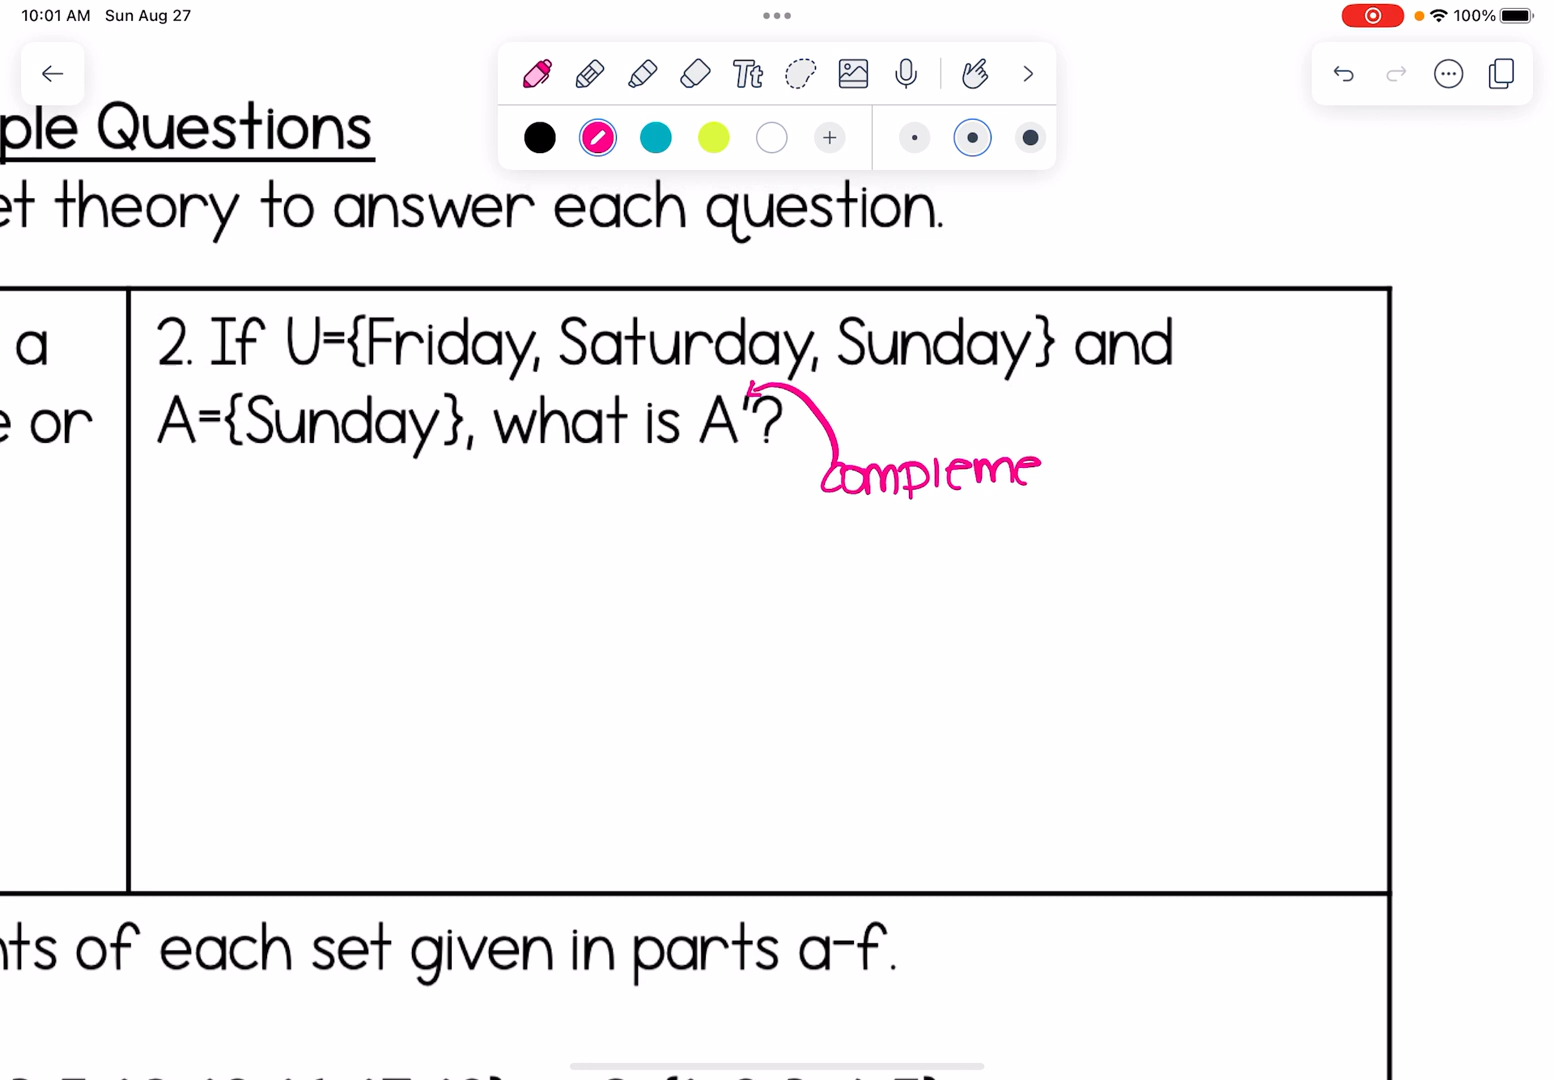 10:01 AM Sun Aug 27
100%
Tt
ple Questions
et theory to answer each question.
a
e or
2. If U={Friday, Saturday, Sunday} and
A={Sunday}, what is A'?
compleme
nts of each set given in parts a-f.